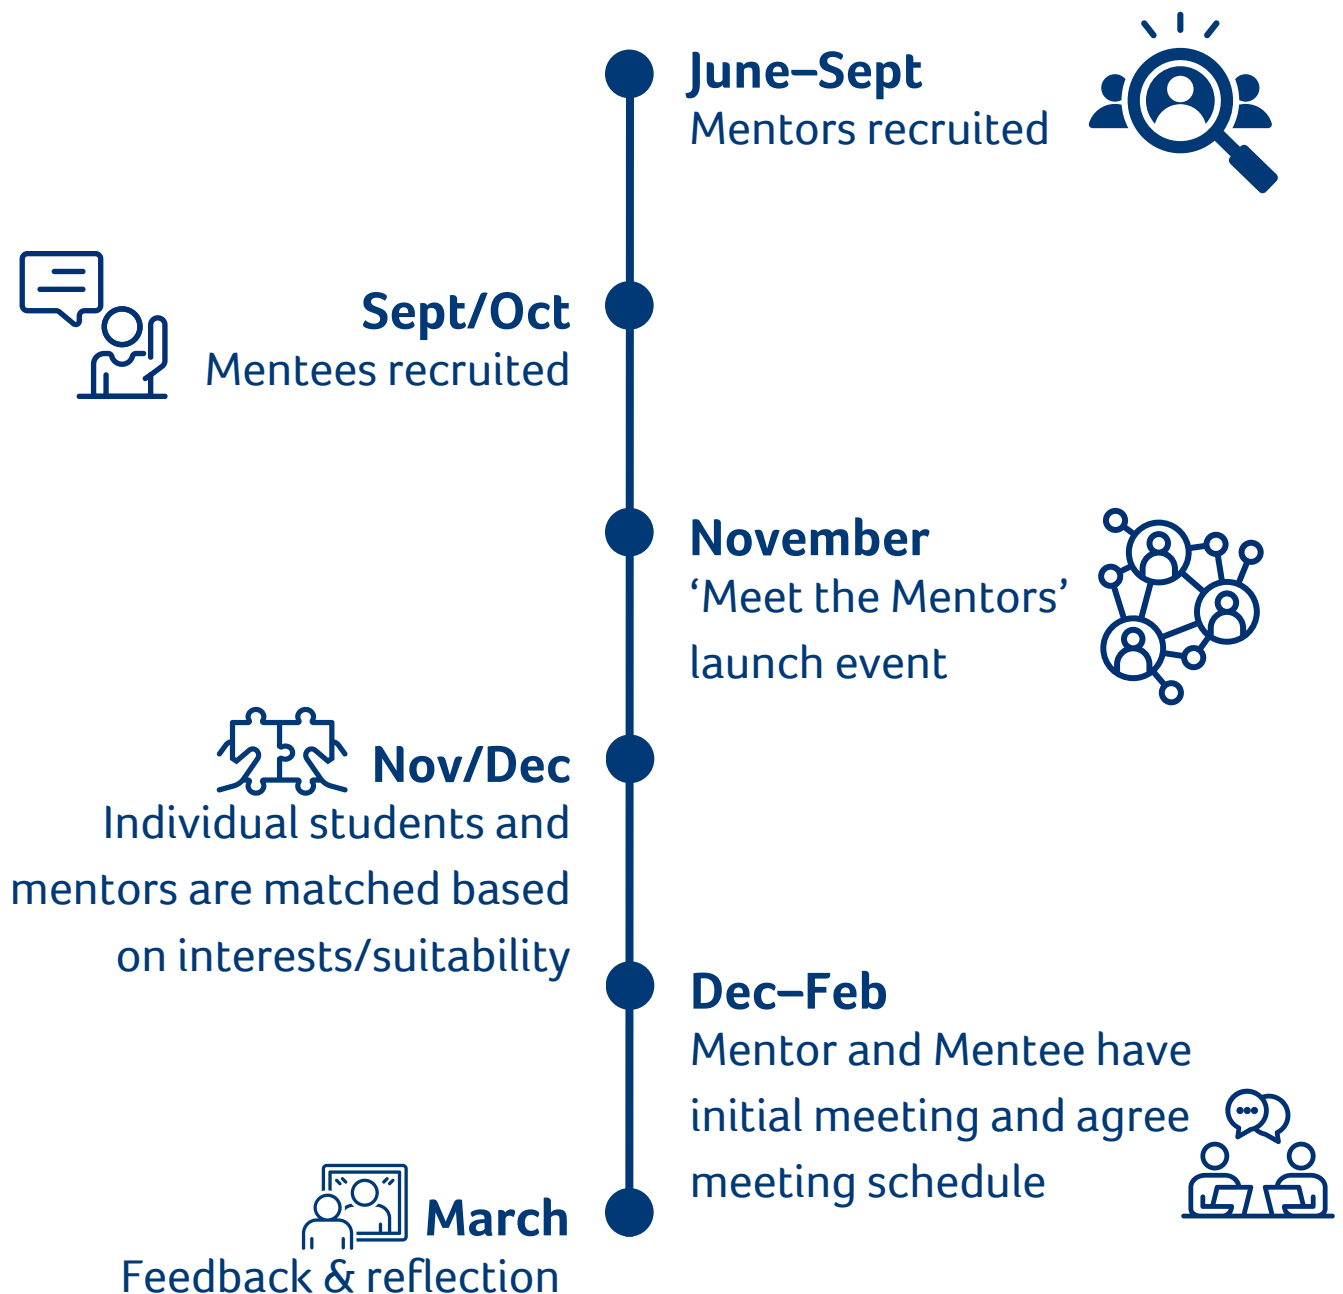 June–Sept
Mentors recruited
Sept/Oct
Mentees recruited
November
‘Meet the Mentors’
launch event
Nov/Dec
Individual students and
mentors are matched based
on interests/suitability
Dec–Feb
Mentor and Mentee have
initial meeting and agree
meeting schedule
March
Feedback & reflection